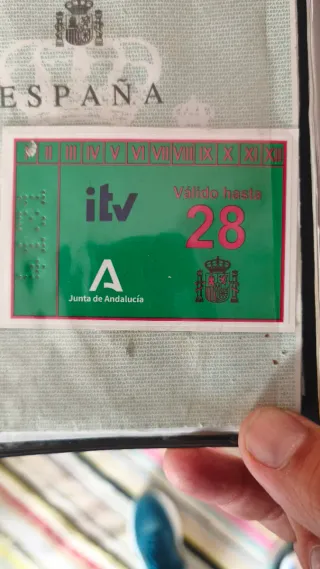 ESPAÑA
II III IV V VI VII VIII IX X XI XII
itv
Válido hasta
28
Junta de Andalucía